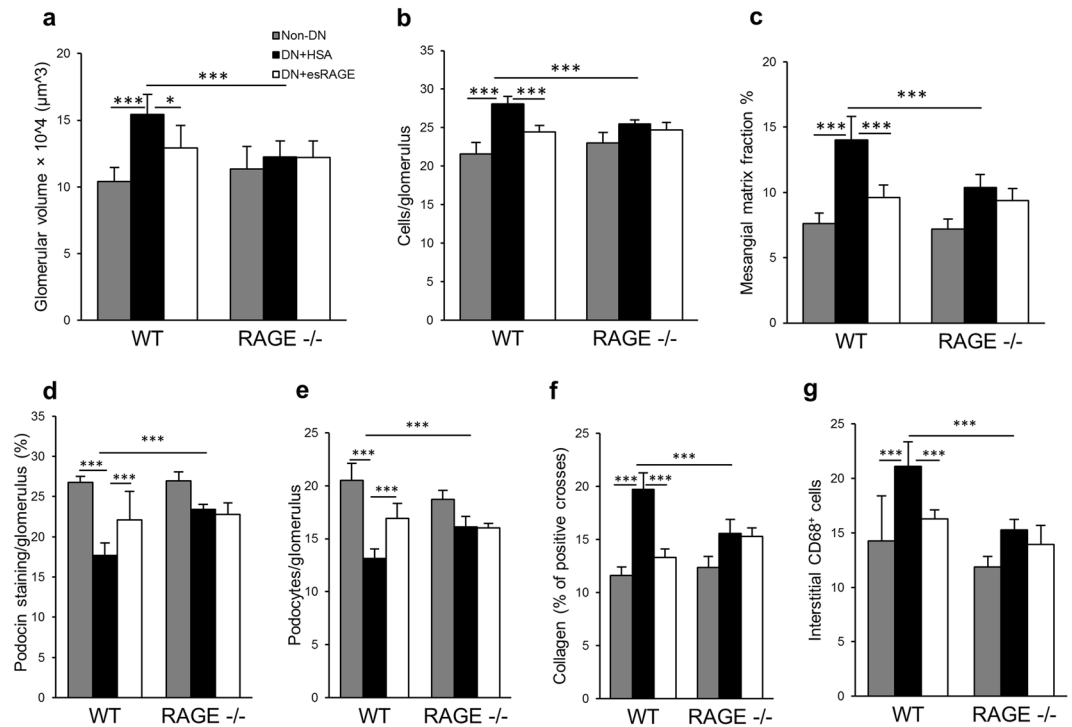 a
Glomerular volume × 10^4 (μm^3)
20
15
10
5
0
***
***
*
Non-DN
DN+HSA
DN+esRAGE
WT
RAGE -/-
b
Cells/glomerulus
35
30
25
20
15
10
5
0
***
***
***
WT
RAGE -/-
c
Mesangial matrix fraction %
20
15
10
5
0
***
***
***
WT
RAGE -/-
d
Podocin staining/glomerulus (%)
35
30
25
20
15
10
5
0
***
***
***
WT
RAGE -/-
e
Podocytes/glomerulus
25
20
15
10
5
0
***
***
***
WT
RAGE -/-
f
Collagen (% of positive crosses)
25
20
15
10
5
0
***
***
***
WT
RAGE -/-
g
Interstitial CD68⁺ cells
25
20
15
10
5
0
***
***
***
WT
RAGE -/-